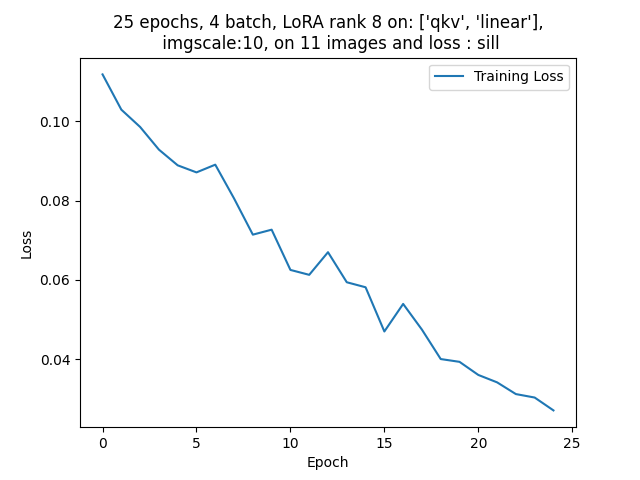 25 epochs, 4 batch, LoRA rank 8 on: ['qkv', 'linear'],
imgscale:10, on 11 images and loss : sill
Training Loss
0.10
0.08
0.06
0.04
Loss
0 5 10 15 20 25
Epoch